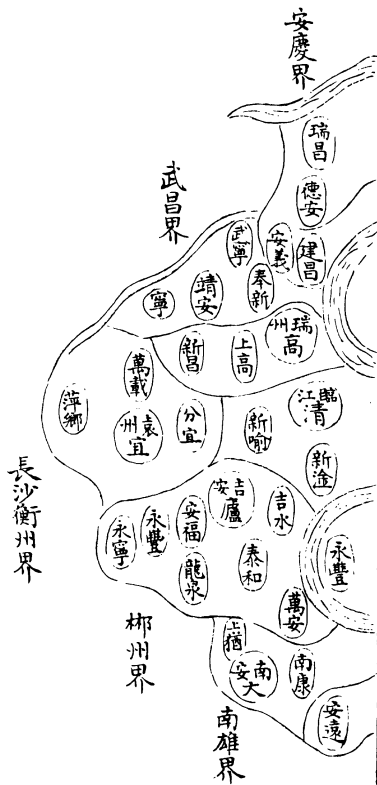 安慶界
瑞昌
德安
武昌界
武寧
安義
建昌
奉新
靖安
寧
瑞州
高
上高
新昌
萬載
萍鄉
袁州
宜
分宜
新喻
臨江
清
新淦
長沙衡州界
吉安
廬
吉水
安福
永豐
永寧
龍泉
泰和
永豐
萬安
郴州界
上猶
南安
大
南康
安遠
南雄界